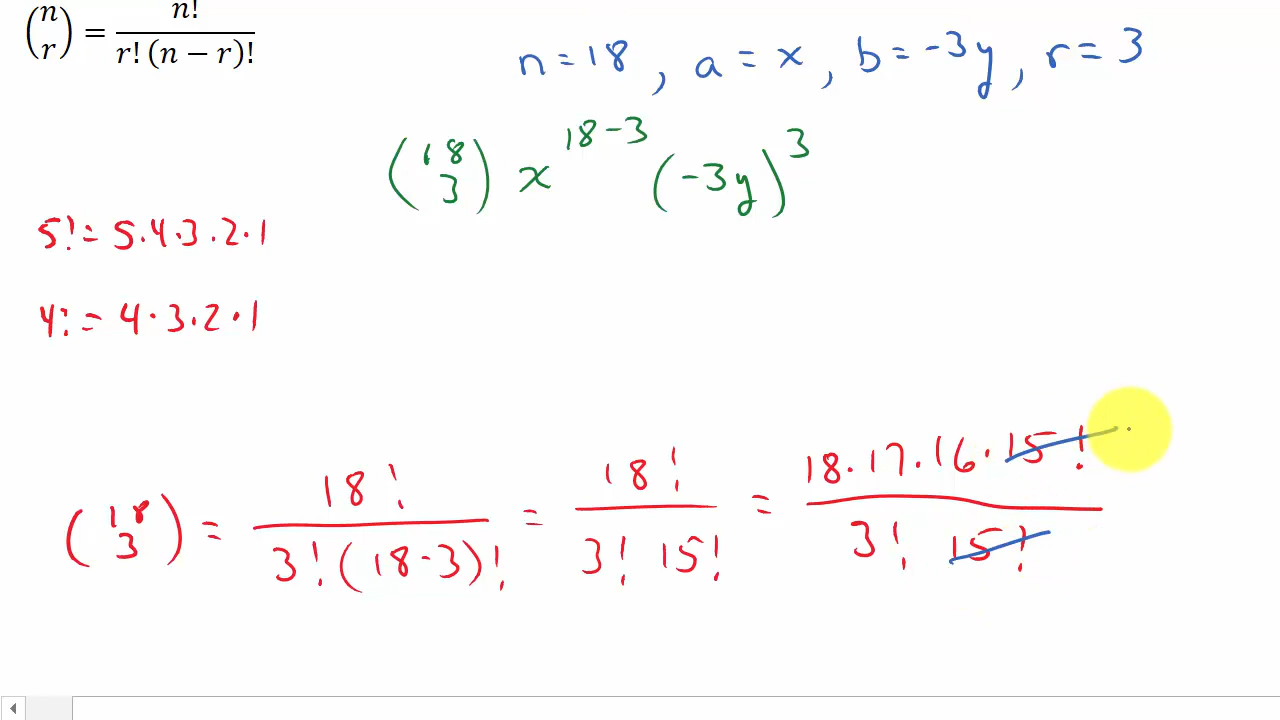 (n r) = n! / r! (n − r)!
n = 18 , a = x , b = -3y , r = 3
(18 3) x^18-3 (-3y)^3
5! = 5·4·3·2·1
4! = 4·3·2·1
(18 3) = 18! / 3!(18-3)! = 18! / 3! 15! = 18·17·16·15! / 3! 15!